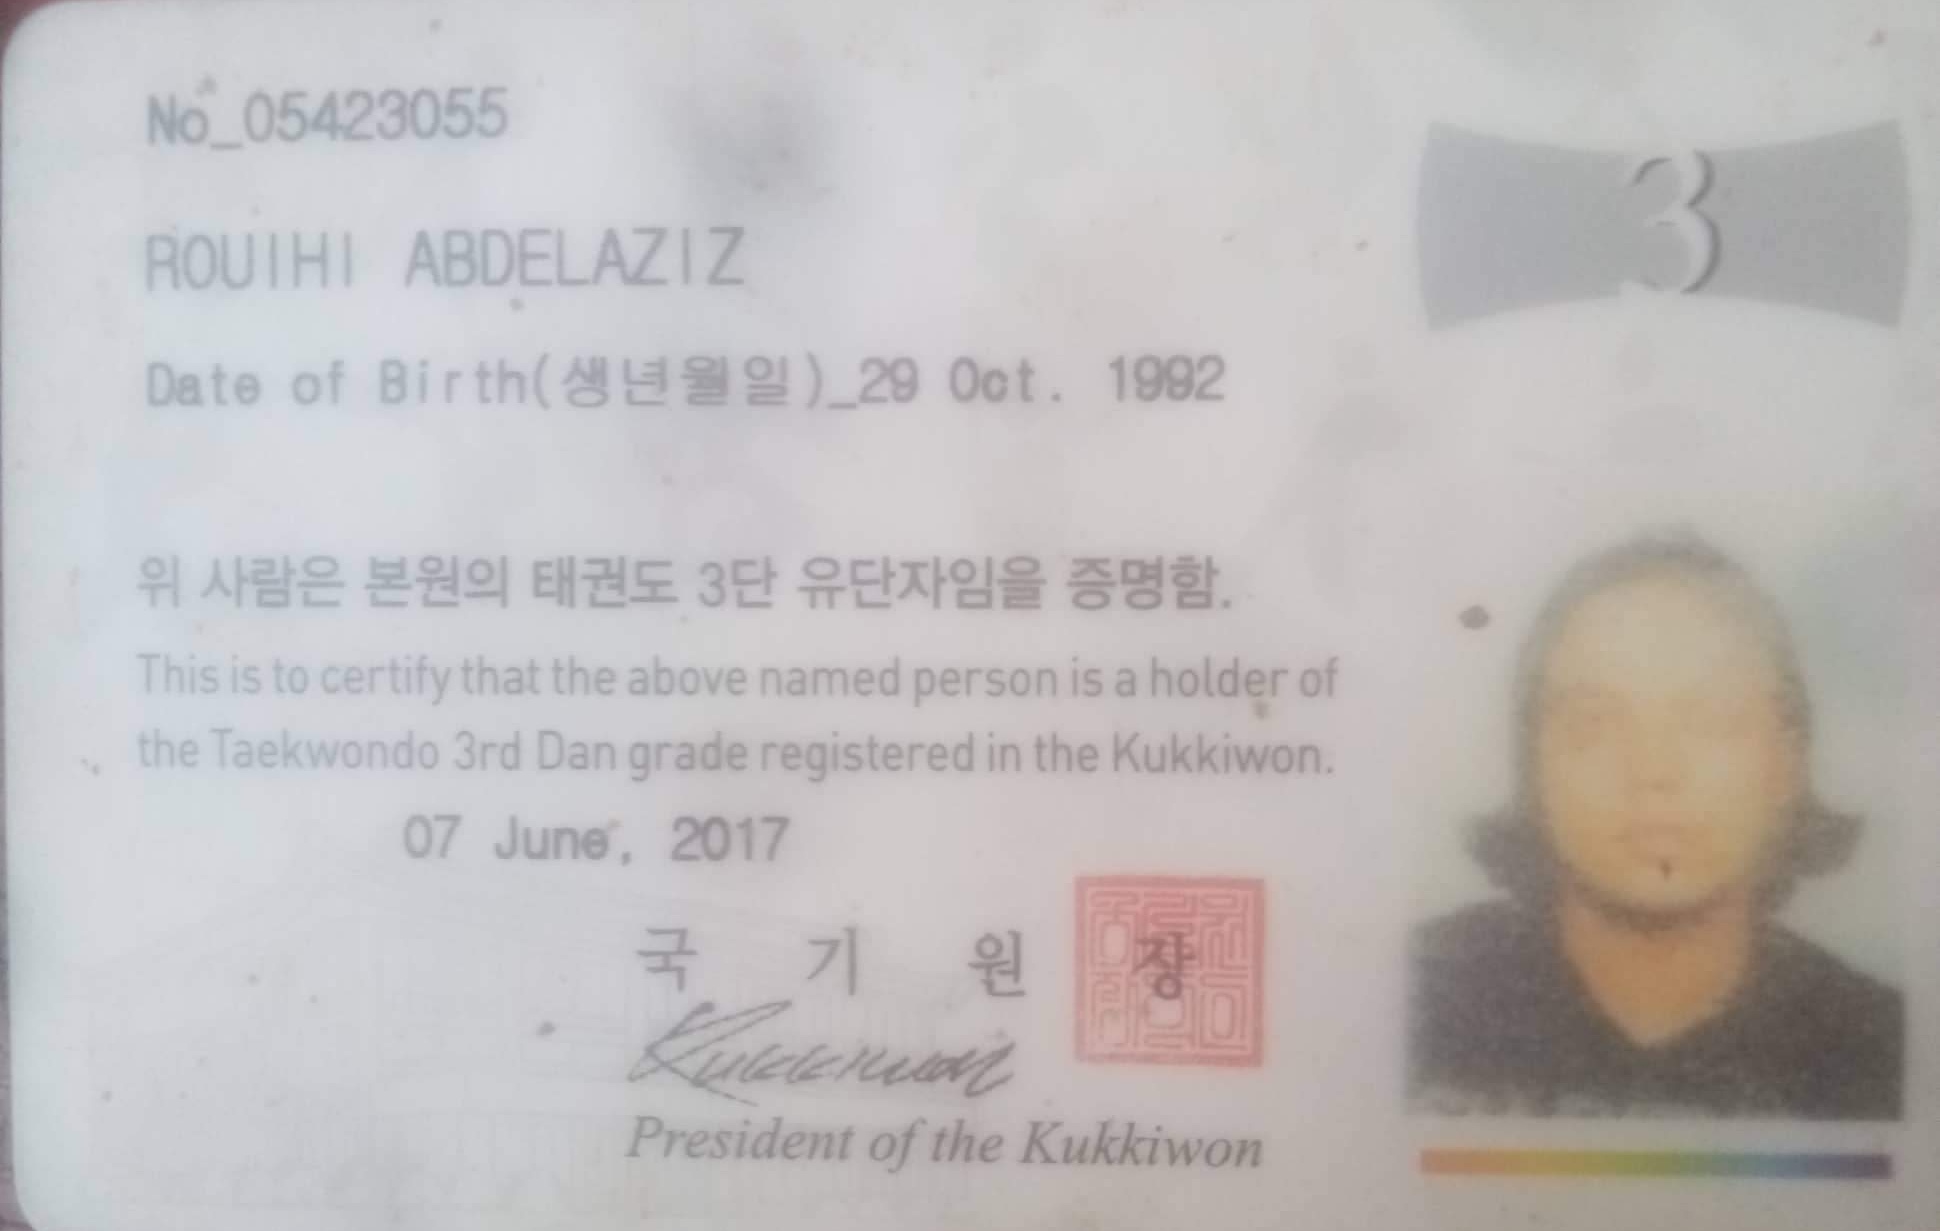 No_05423055
3
ROUIHI ABDELAZIZ
Date of Birth(생년월일)_29 Oct. 1992
위 사람은 본원의 태권도 3단 유단자임을 증명함.
This is to certify that the above named person is a holder of
the Taekwondo 3rd Dan grade registered in the Kukkiwon.
07 June, 2017
국 기 원 장
Kukkiwon
President of the Kukkiwon